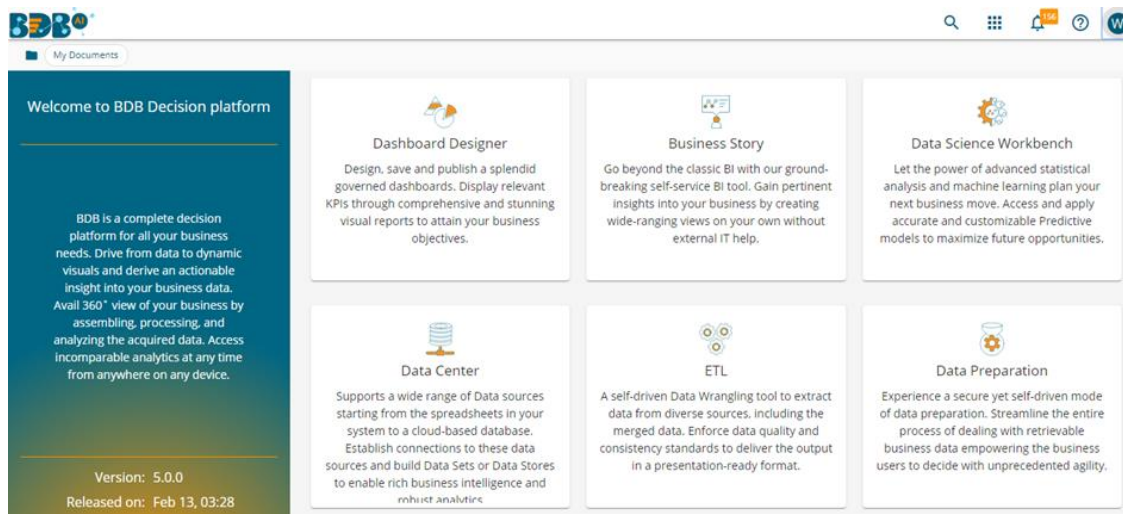 BDB AI
156
W
My Documents
Welcome to BDB Decision platform
BDB is a complete decision
platform for all your business
needs. Drive from data to dynamic
visuals and derive an actionable
insight into your business data.
Avail 360˚ view of your business by
assembling, processing, and
analyzing the acquired data. Access
incomparable analytics at any time
from anywhere on any device.
Version: 5.0.0
Released on: Feb 13, 03:28
Dashboard Designer
Design, save and publish a splendid
governed dashboards. Display relevant
KPIs through comprehensive and stunning
visual reports to attain your business
objectives.
Business Story
Go beyond the classic BI with our ground-
breaking self-service BI tool. Gain pertinent
insights into your business by creating
wide-ranging views on your own without
external IT help.
Data Science Workbench
Let the power of advanced statistical
analysis and machine learning plan your
next business move. Access and apply
accurate and customizable Predictive
models to maximize future opportunities.
Data Center
Supports a wide range of Data sources
starting from the spreadsheets in your
system to a cloud-based database.
Establish connections to these data
sources and build Data Sets or Data Stores
to enable rich business intelligence and
robust analytics
ETL
A self-driven Data Wrangling tool to extract
data from diverse sources, including the
merged data. Enforce data quality and
consistency standards to deliver the output
in a presentation-ready format.
Data Preparation
Experience a secure yet self-driven mode
of data preparation. Streamline the entire
process of dealing with retrievable
business data empowering the business
users to decide with unprecedented agility.